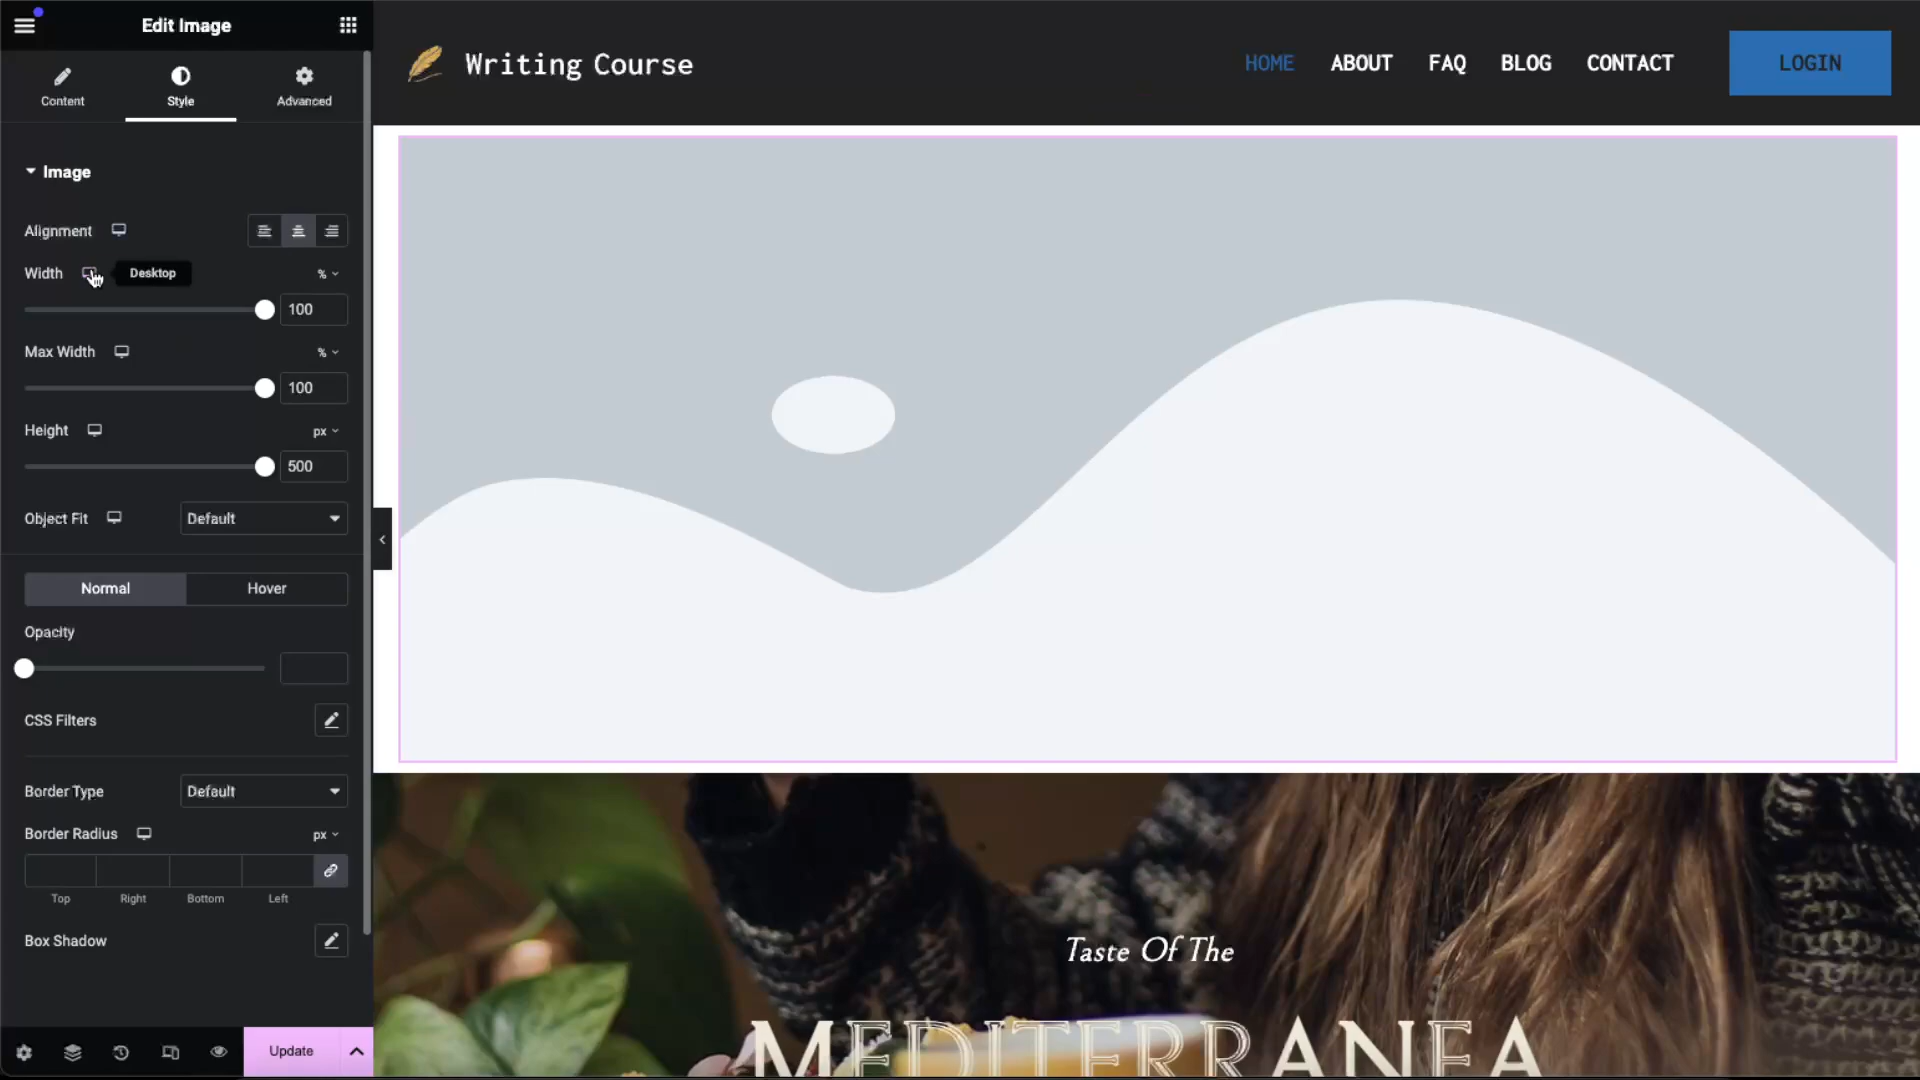 Edit Image
Content
Style
Advanced
Image
Alignment
Width
Desktop
%
100
Max Width
%
100
Height
px
500
Object Fit
Default
Normal
Hover
Opacity
CSS Filters
Border Type
Default
Border Radius
px
Top
Right
Bottom
Left
Box Shadow
Update
Writing Course
HOME
ABOUT
FAQ
BLOG
CONTACT
LOGIN
Taste Of The
MEDITERRANEA